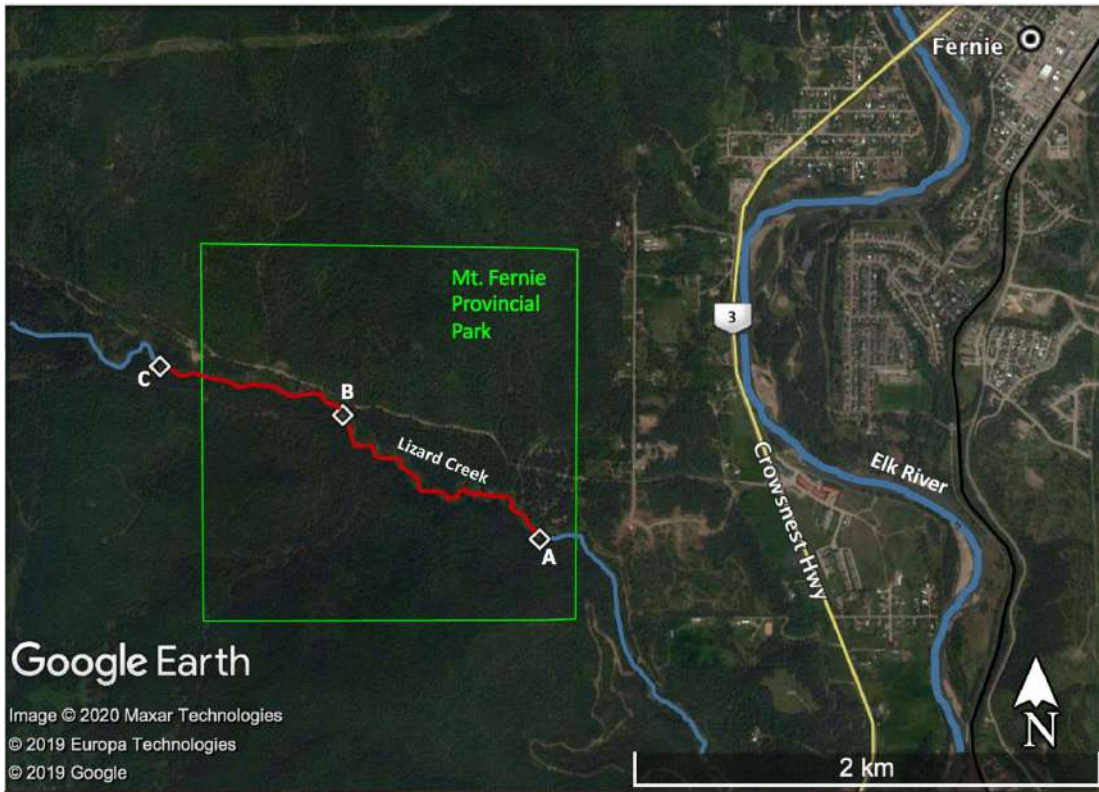 Fernie
Mt. Fernie
Provincial
Park
3
C
B
Lizard Creek
A
Elk River
Crowsnest Hwy
Google Earth
Image © 2020 Maxar Technologies
© 2019 Europa Technologies
© 2019 Google
N
2 km